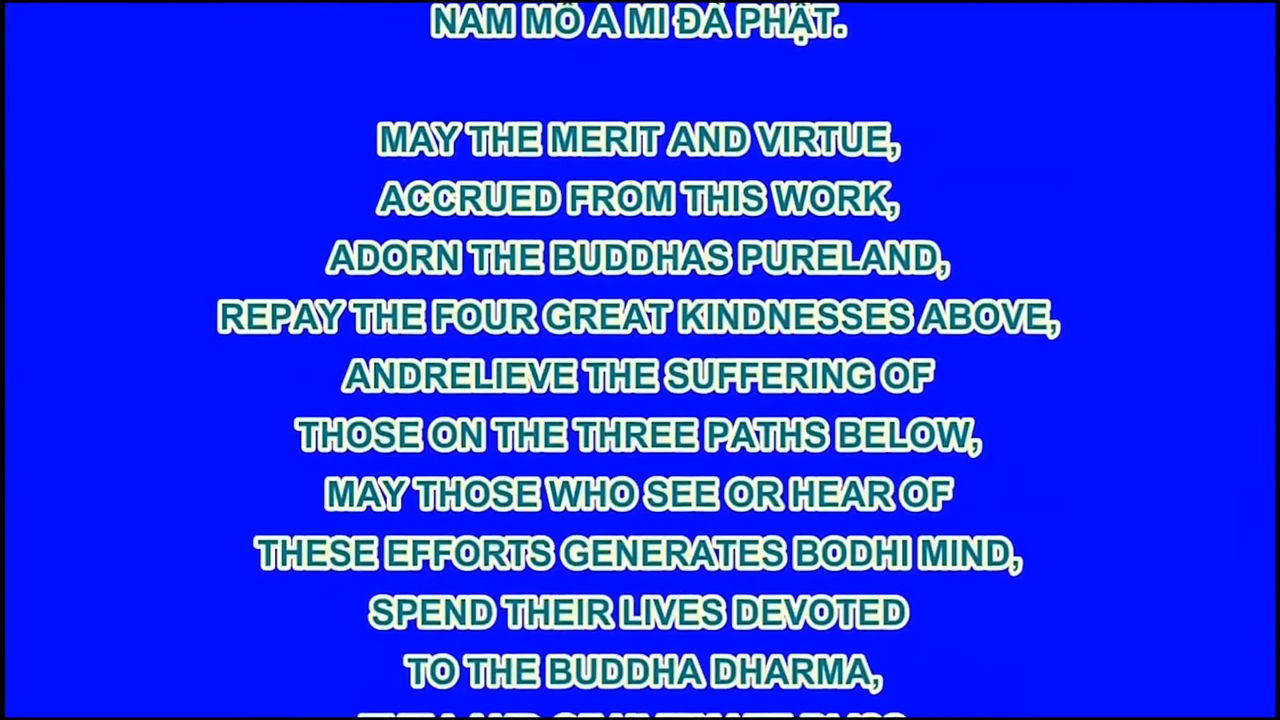 NAM MÔ A MI ĐÀ PHẬT.
MAY THE MERIT AND VIRTUE,
ACCRUED FROM THIS WORK,
ADORN THE BUDDHAS PURELAND,
REPAY THE FOUR GREAT KINDNESSES ABOVE,
ANDRELIEVE THE SUFFERING OF
THOSE ON THE THREE PATHS BELOW,
MAY THOSE WHO SEE OR HEAR OF
THESE EFFORTS GENERATES BODHI MIND,
SPEND THEIR LIVES DEVOTED
TO THE BUDDHA DHARMA,